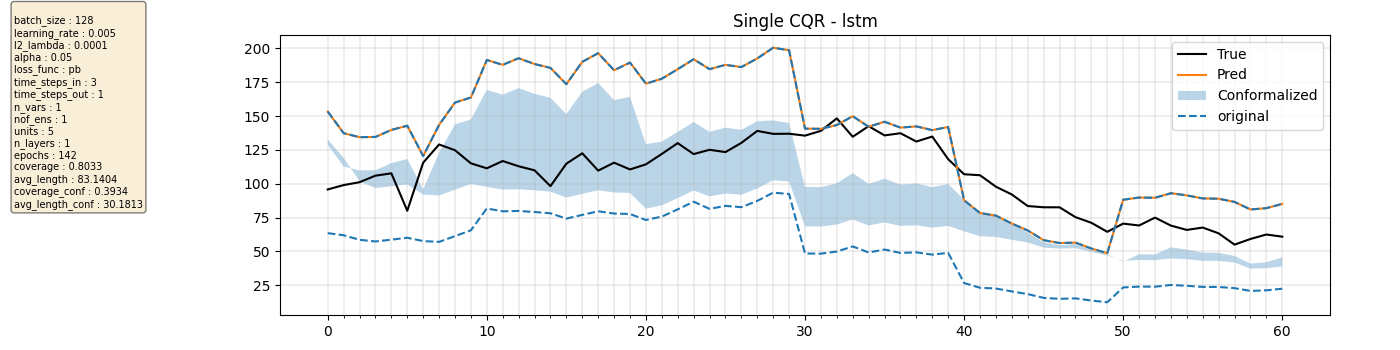 batch_size : 128
learning_rate : 0.005
l2_lambda : 0.0001
alpha : 0.05
loss_func : pb
time_steps_in : 3
time_steps_out : 1
n_vars : 1
nof_ens : 1
units : 5
n_layers : 1
epochs : 142
coverage : 0.8033
avg_length : 83.1404
coverage_conf : 0.3934
avg_length_conf : 30.1813
Single CQR - lstm
200
175
150
125
100
75
50
25
0 10 20 30 40 50 60
True
Pred
Conformalized
original